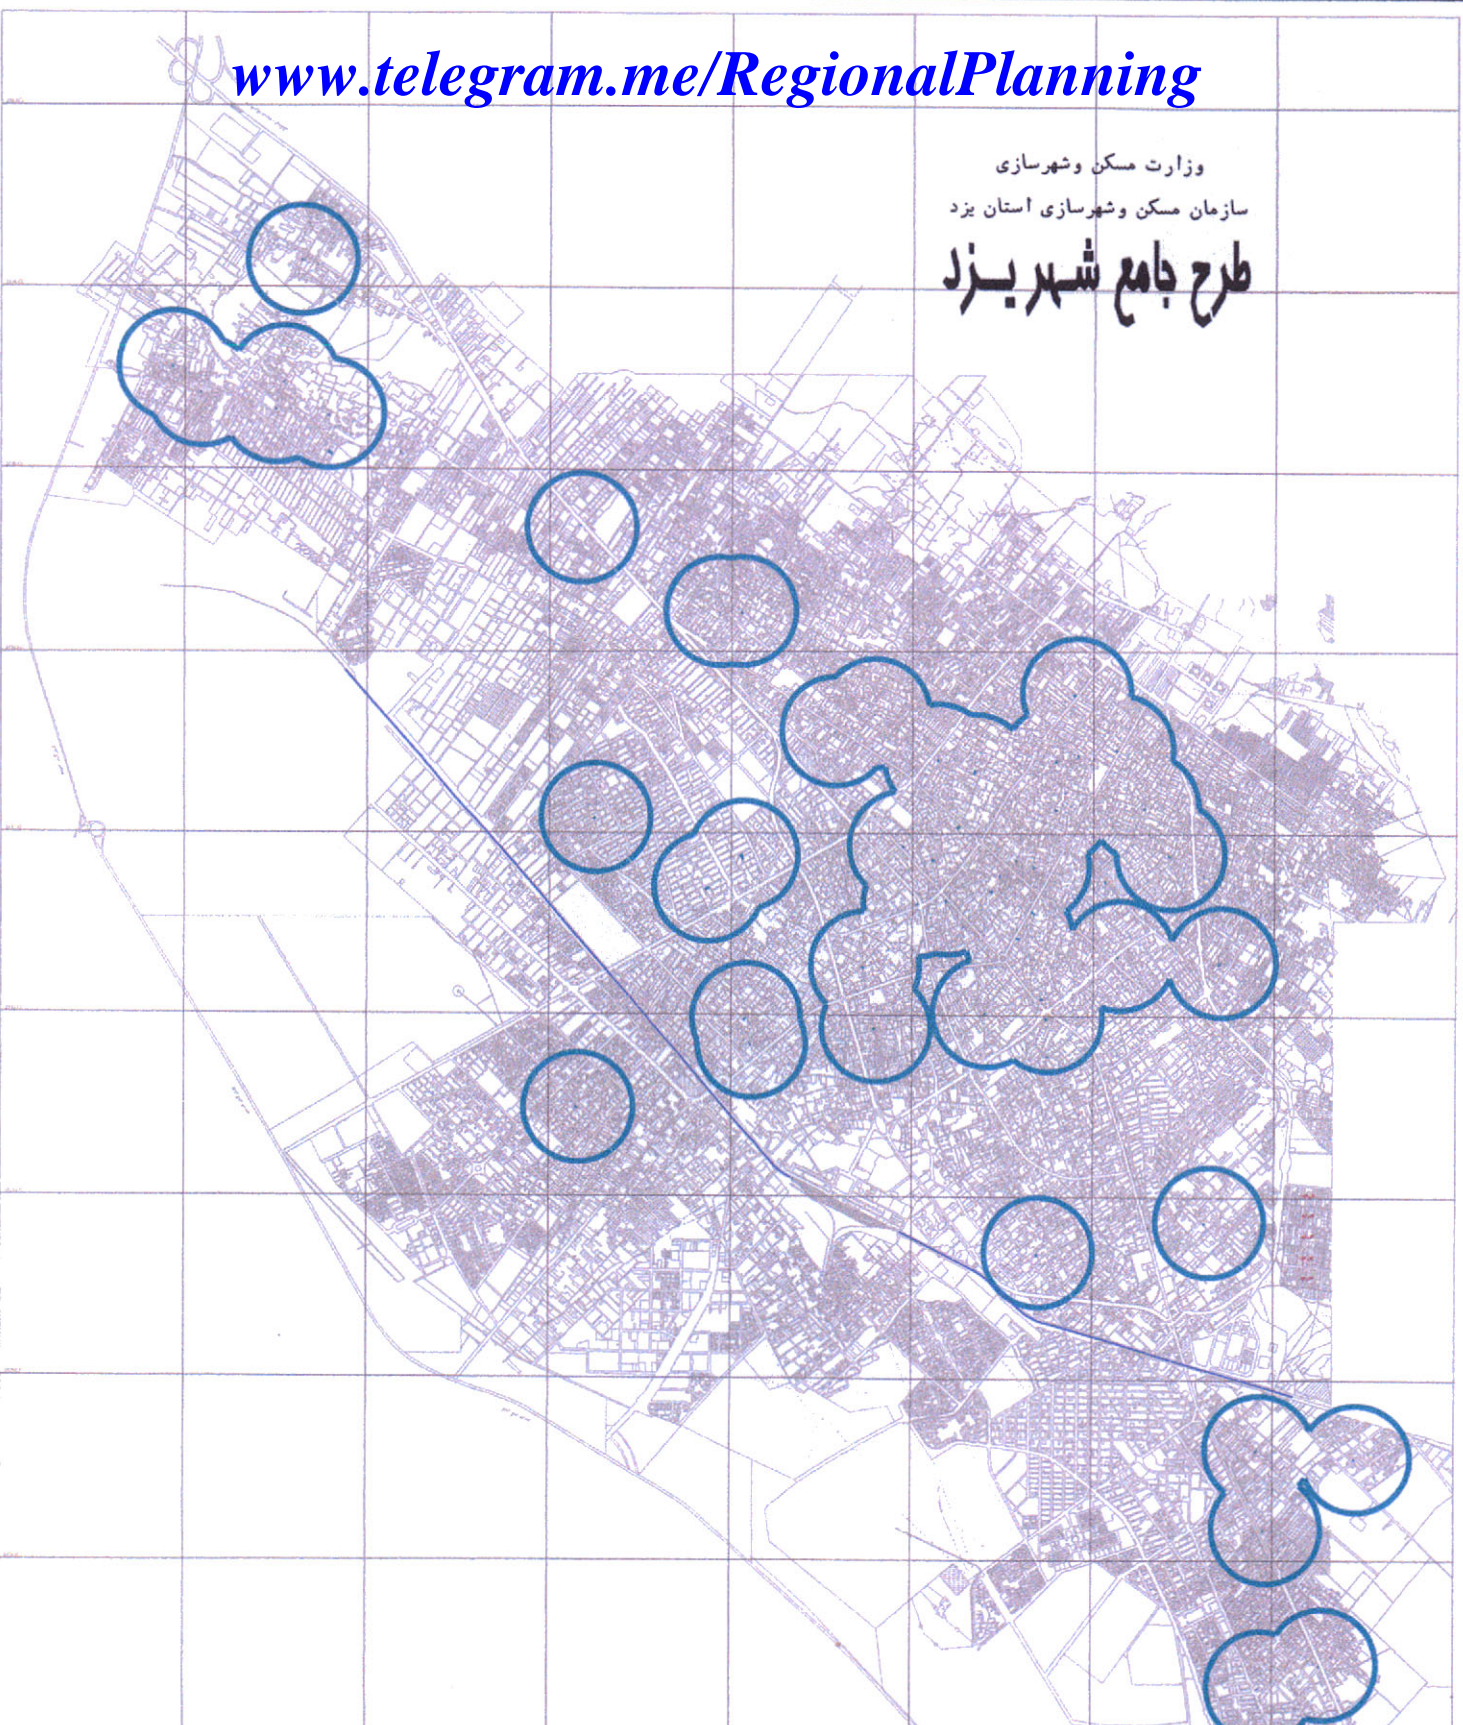 www.telegram.me/RegionalPlanning
وزارت مسکن وشهرسازی
سازمان مسکن وشهرسازی استان یزد
طرح جامع شهر یزد